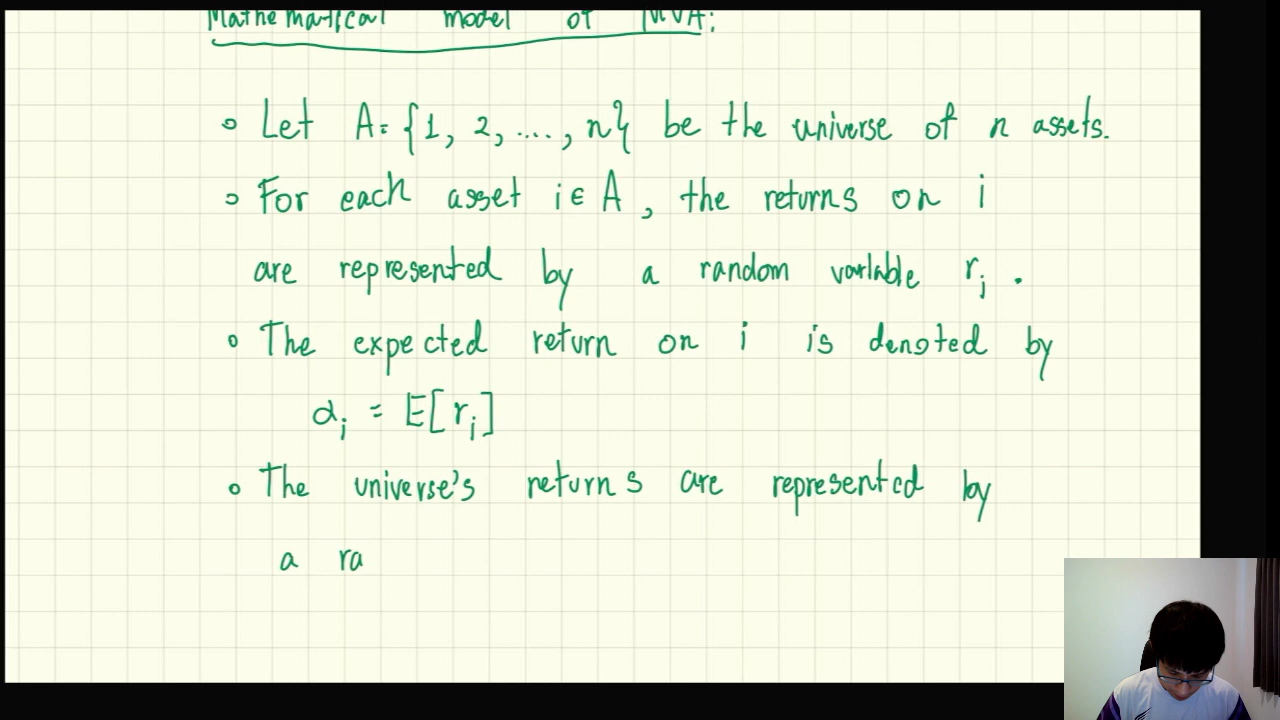 Mathematical model of MVA:
• Let A = {1, 2, ...., n} be the universe of n assets.
• For each asset i ∈ A, the returns on i
are represented by a random variable rᵢ.
• The expected return on i is denoted by
αᵢ = E[rᵢ]
• The universe's returns are represented by
a ra